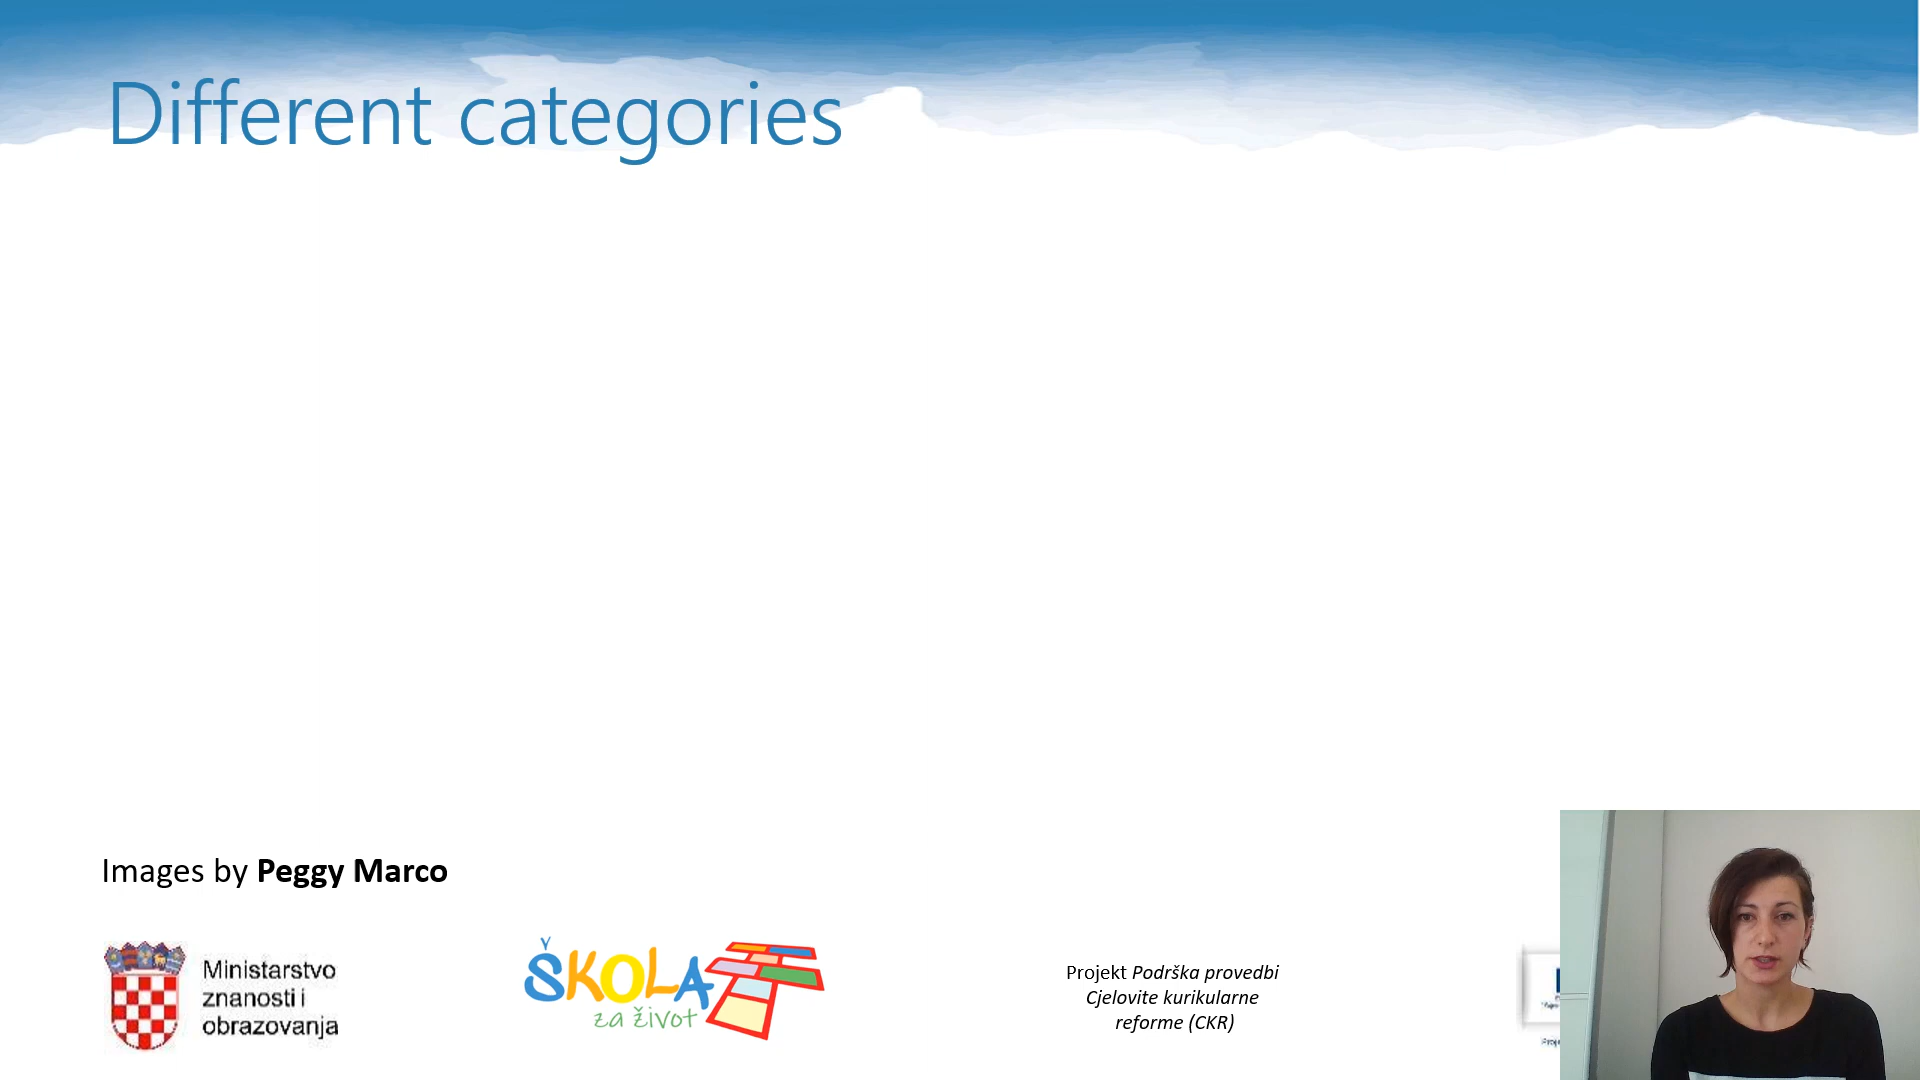 Different categories
Images by Peggy Marco
Ministarstvo
znanosti i
obrazovanja
ŠKOLA
za život
Projekt Podrška provedbi
Cjelovite kurikularne
reforme (CKR)